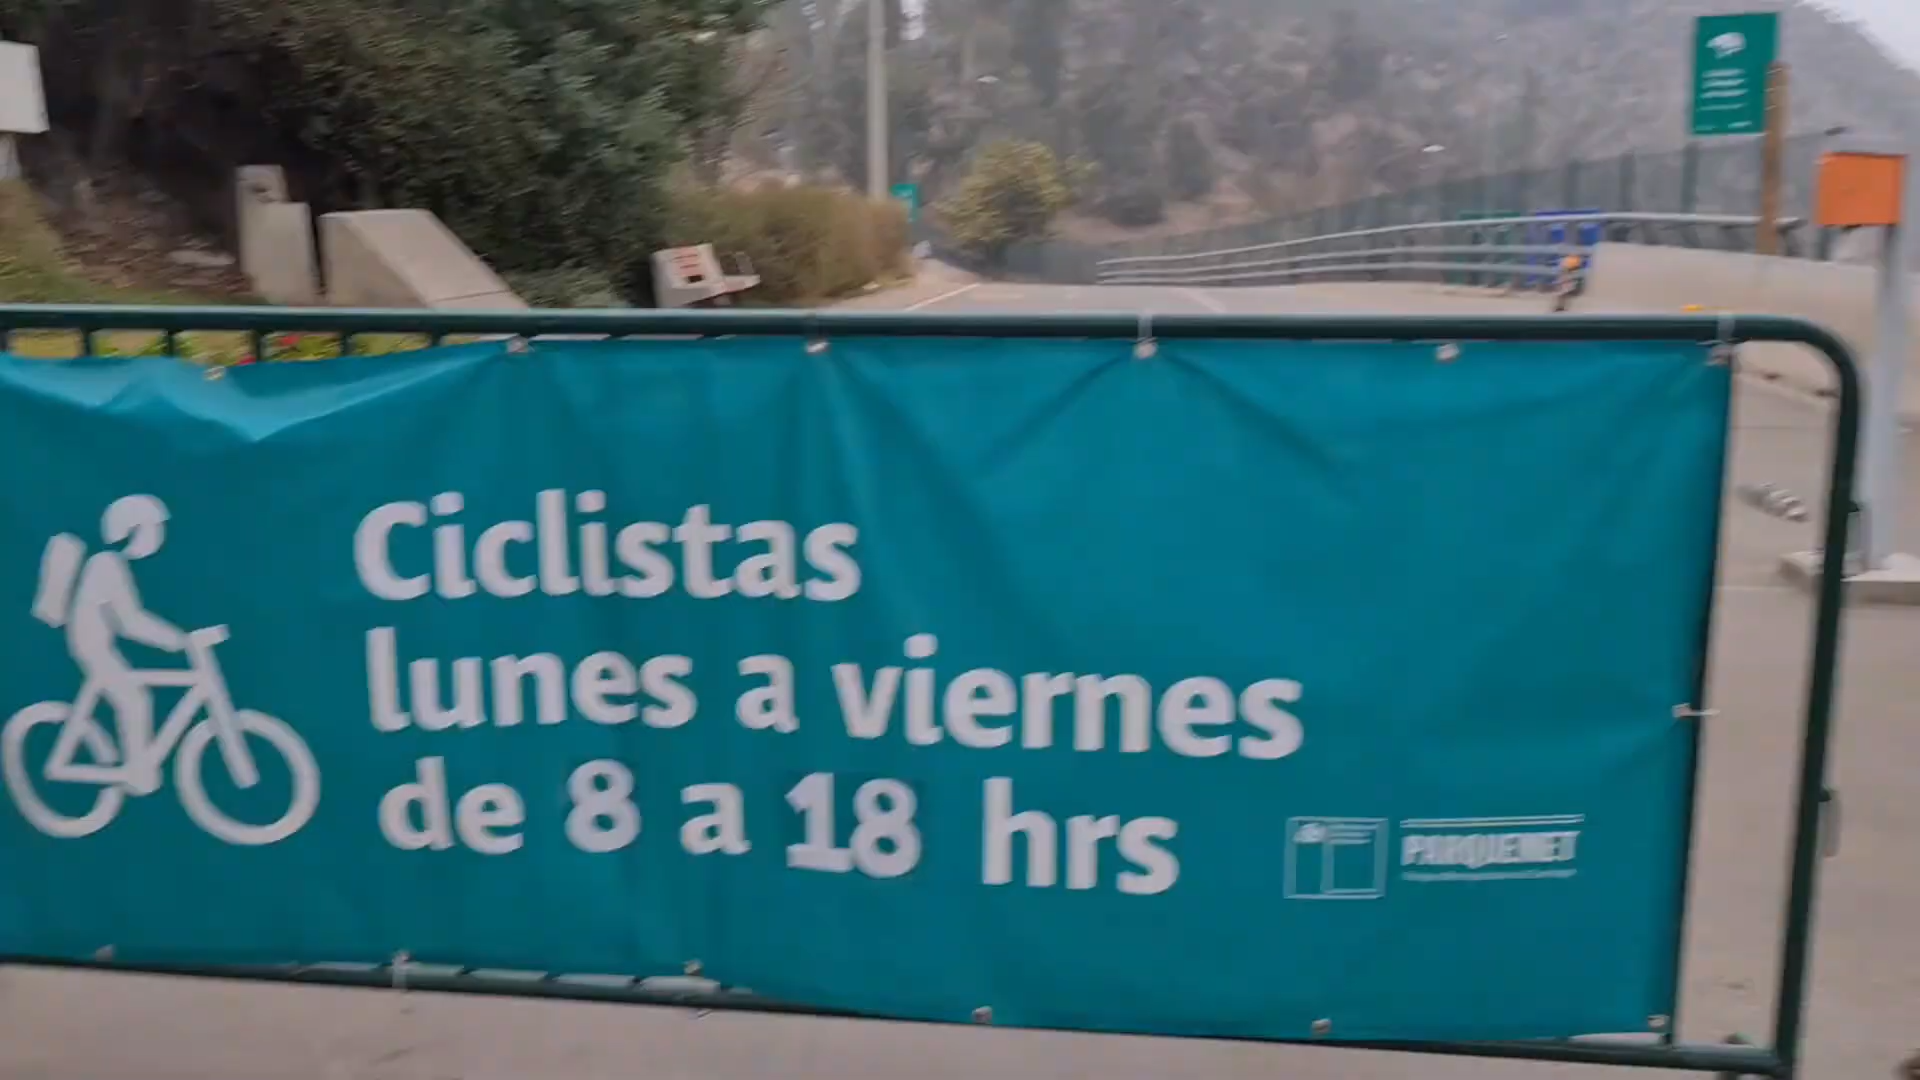 Ciclistas
lunes a viernes
de 8 a 18 hrs
PARQUEMET